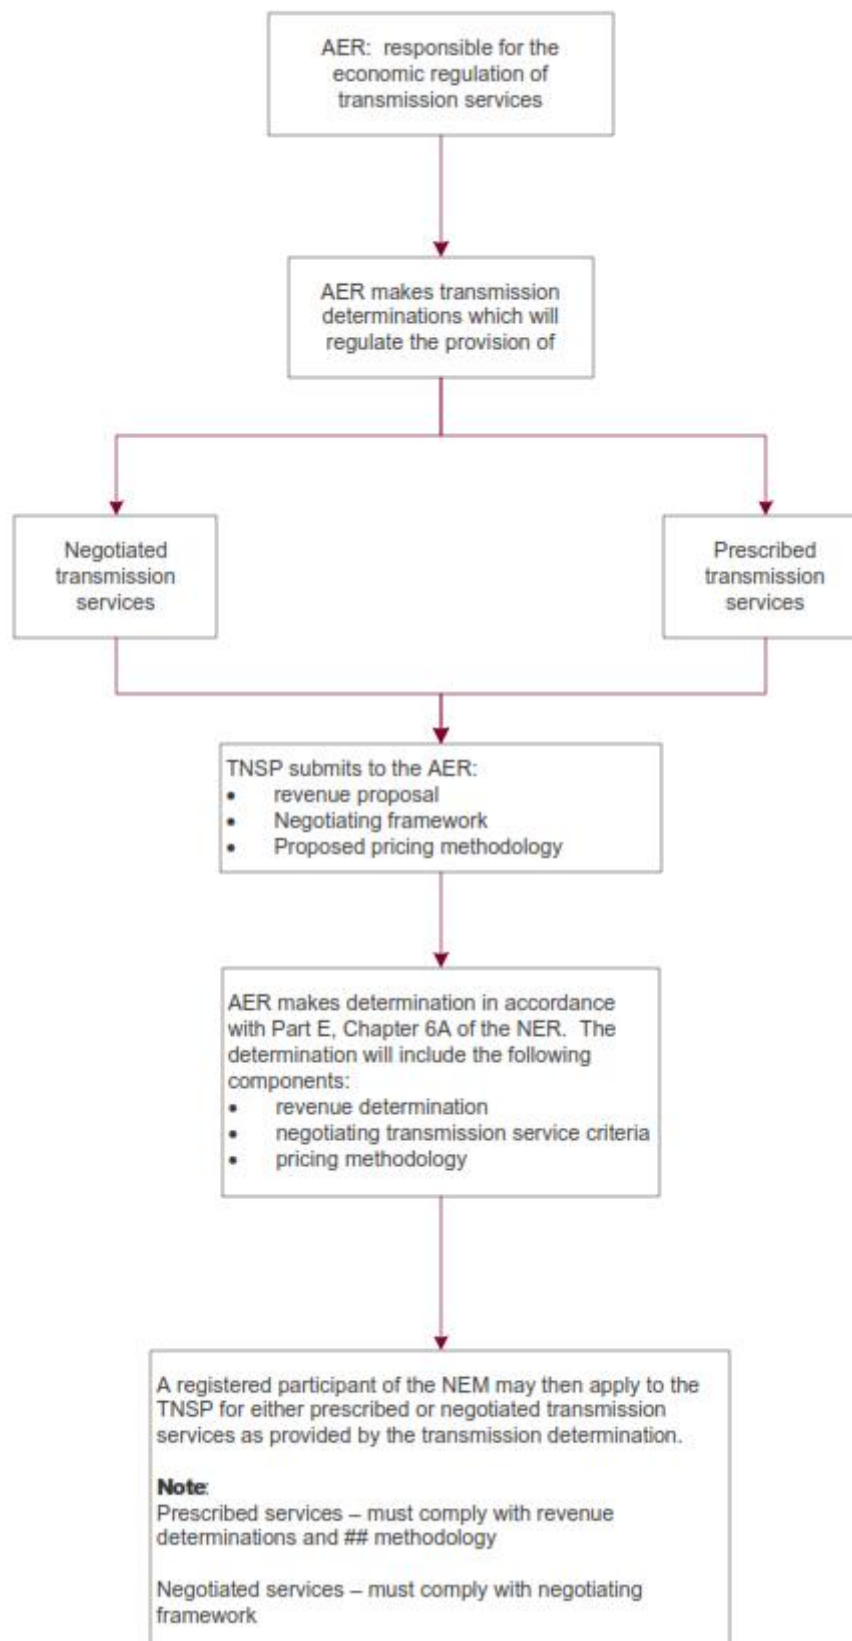 AER:  responsible for the
economic regulation of
transmission services
AER makes transmission
determinations which will
regulate the provision of
Negotiated
transmission
services
Prescribed
transmission
services
TNSP submits to the AER:
• revenue proposal
• Negotiating framework
• Proposed pricing methodology
AER makes determination in accordance
with Part E, Chapter 6A of the NER.  The
determination will include the following
components:
• revenue determination
• negotiating transmission service criteria
• pricing methodology
A registered participant of the NEM may then apply to the
TNSP for either prescribed or negotiated transmission
services as provided by the transmission determination.
Note:
Prescribed services – must comply with revenue
determinations and ## methodology
Negotiated services – must comply with negotiating
framework